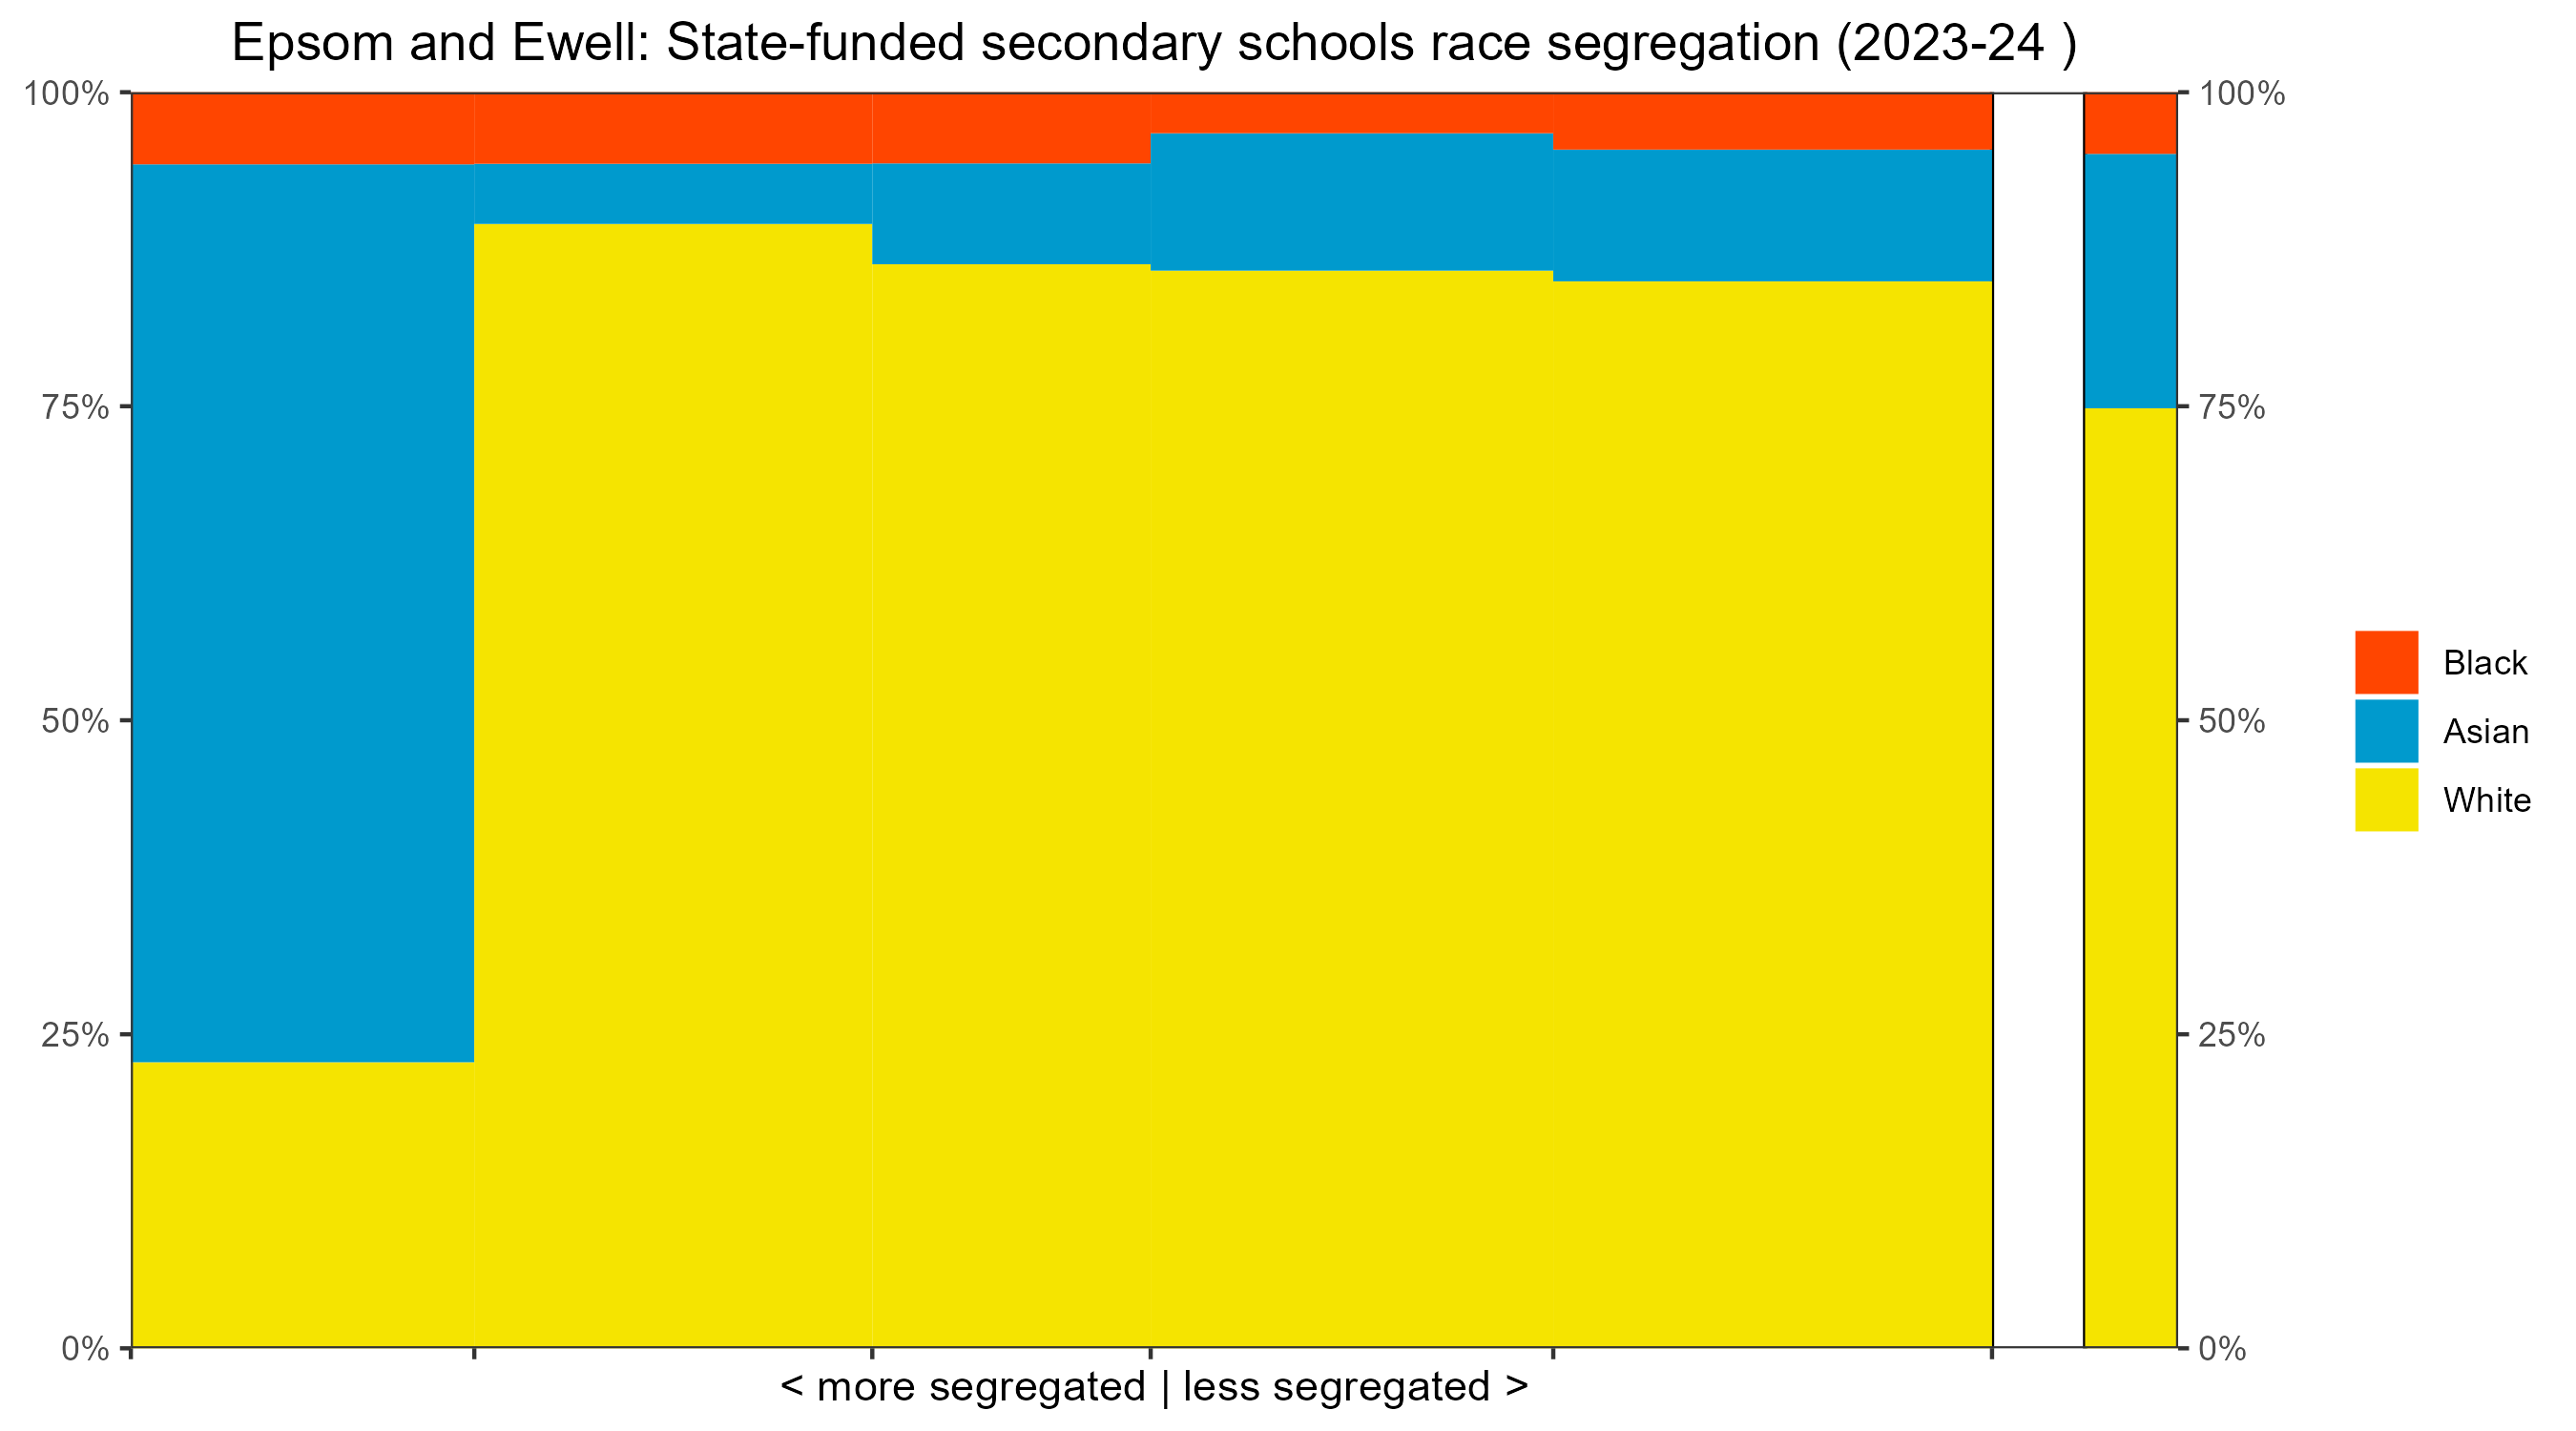 Epsom and Ewell: State-funded secondary schools race segregation (2023-24 )
100%
75%
50%
25%
0%
100%
75%
50%
25%
0%
Black
Asian
White
< more segregated | less segregated >